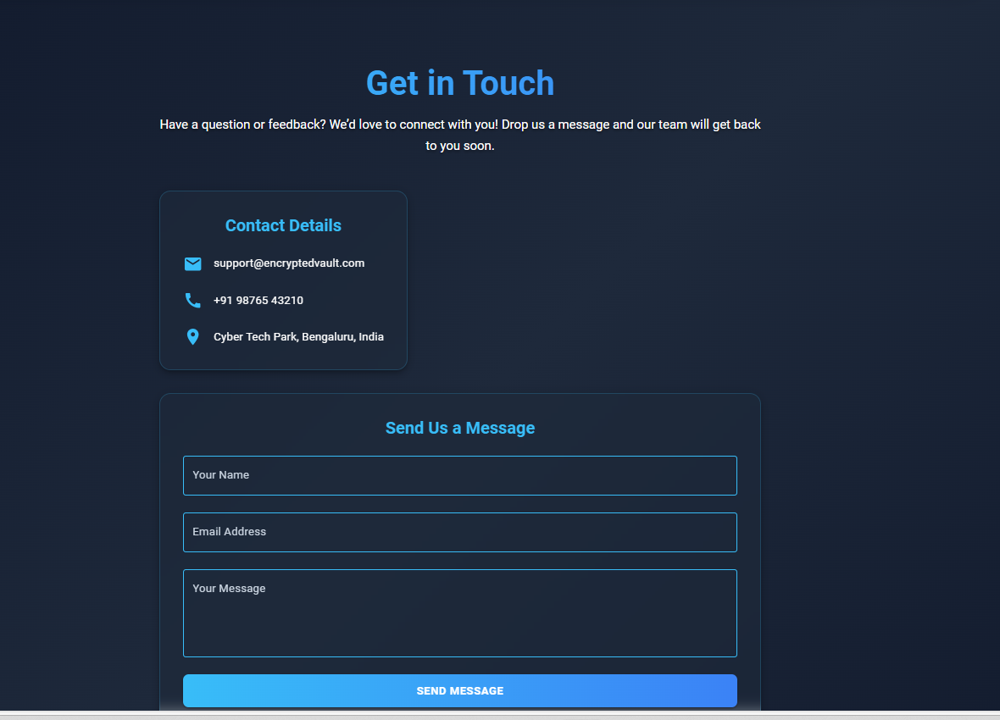 Get in Touch
Have a question or feedback? We’d love to connect with you! Drop us a message and our team will get back
to you soon.
Contact Details
support@encryptedvault.com
+91 98765 43210
Cyber Tech Park, Bengaluru, India
Send Us a Message
Your Name
Email Address
Your Message
SEND MESSAGE